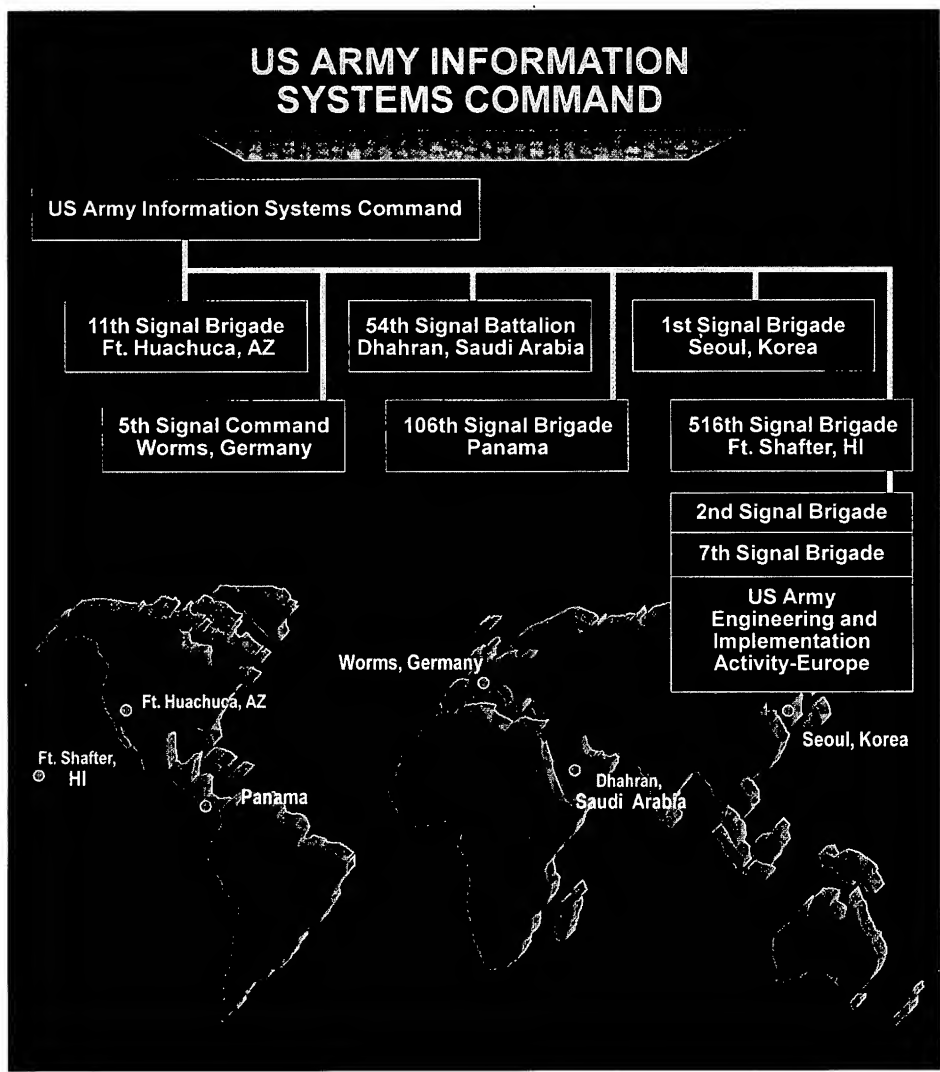 US ARMY INFORMATION
SYSTEMS COMMAND
US Army Information Systems Command
11th Signal Brigade
Ft. Huachuca, AZ
54th Signal Battalion
Dhahran, Saudi Arabia
1st Signal Brigade
Seoul, Korea
5th Signal Command
Worms, Germany
106th Signal Brigade
Panama
516th Signal Brigade
Ft. Shafter, HI
2nd Signal Brigade
7th Signal Brigade
US Army
Engineering and
Implementation
Activity-Europe
Worms, Germany
Ft. Huachuca, AZ
Seoul, Korea
Ft. Shafter,
HI
Dhahran,
Saudi Arabia
Panama